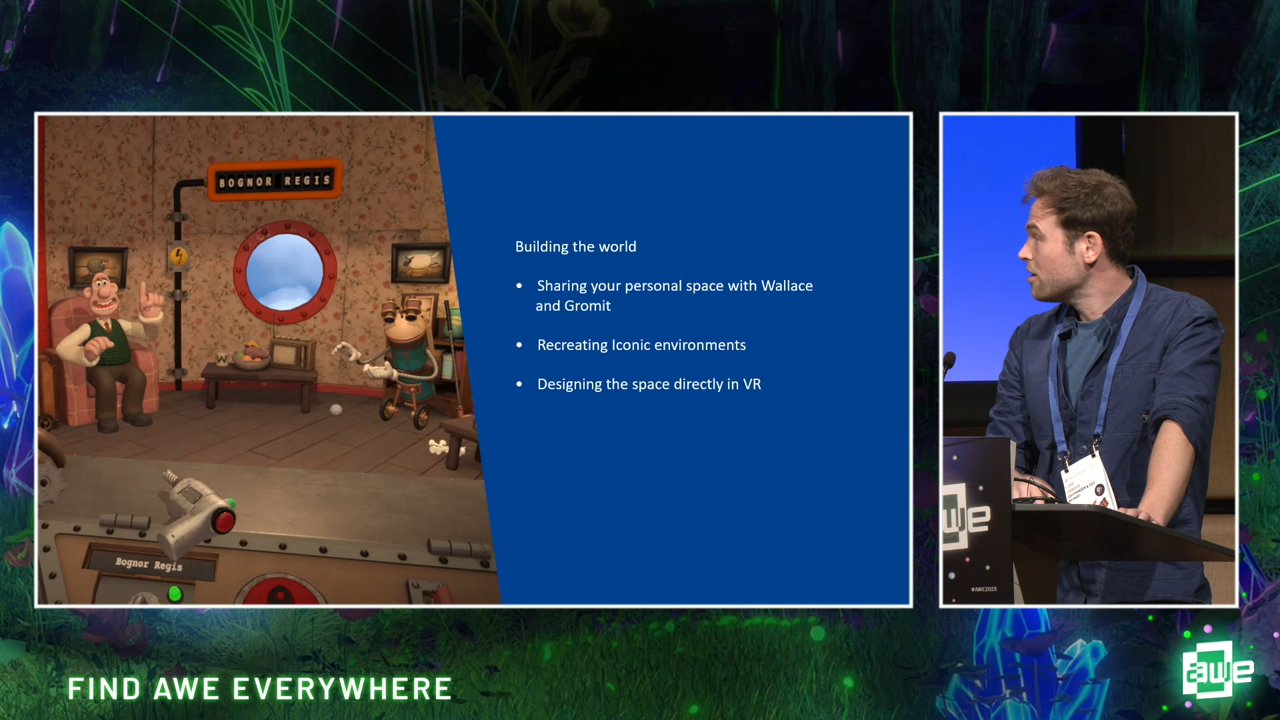 BOGNOR REGIS
W
Bognor Regis
Building the world
• Sharing your personal space with Wallace
and Gromit
• Recreating Iconic environments
• Designing the space directly in VR
awe
#AWE2023
FIND AWE EVERYWHERE
awe